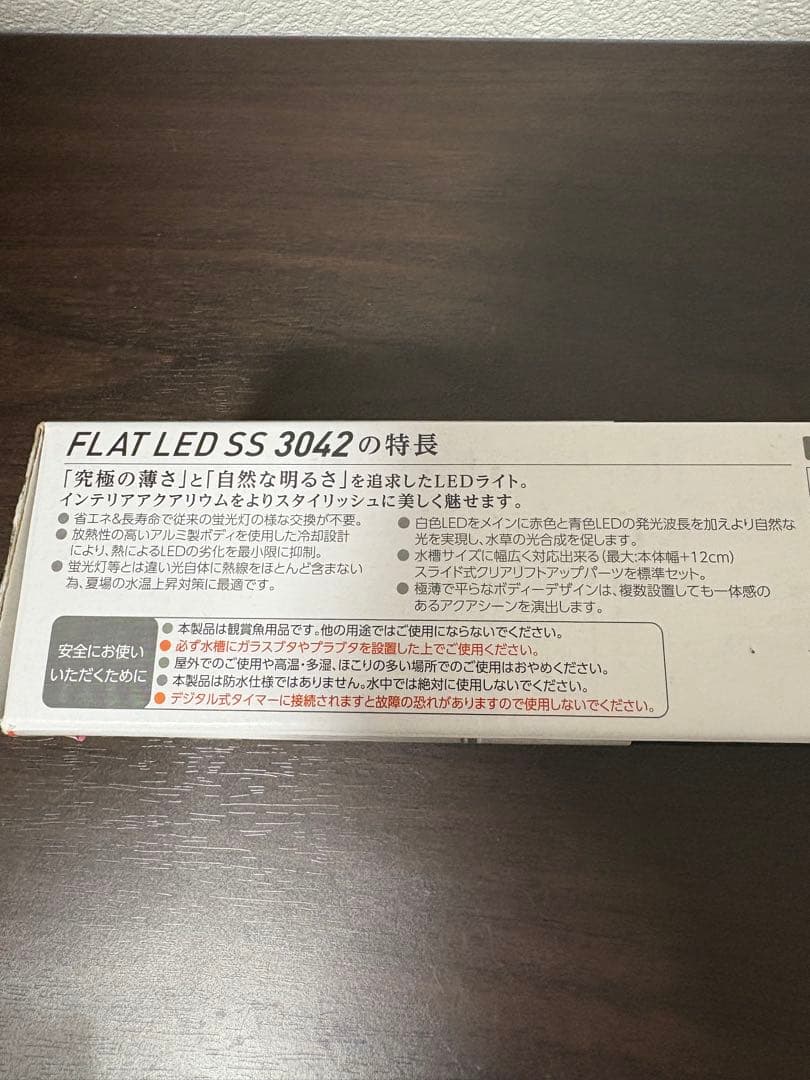 FLAT LED SS 3042の特長
「究極の薄さ」と「自然な明るさ」を追求したLEDライト。
インテリアアクアリウムをよりスタイリッシュに美しく魅せます。
● 省エネ&長寿命で従来の蛍光灯の様な交換が不要。
● 放熱性の高いアルミ製ボディを使用した冷却設計
により、熱によるLEDの劣化を最小限に抑制。
● 蛍光灯等とは違い光自体に熱線をほとんど含まない
為、夏場の水温上昇対策に最適です。
● 白色LEDをメインに赤色と青色LEDの発光波長を加えより自然な
光を実現し、水草の光合成を促します。
● 水槽サイズに幅広く対応出来る(最大:本体幅+12cm)
スライド式クリアリフトアップパーツを標準セット。
● 極薄で平らなボディーデザインは、複数設置しても一体感の
あるアクアシーンを演出します。
安全にお使い
いただくために
● 本製品は観賞魚用品です。他の用途ではご使用にならないでください。
● 必ず水槽にガラスブタやプラブタを設置した上でご使用ください。
● 屋外でのご使用や高温・多湿、ほこりの多い場所でのご使用はおやめください。
● 本製品は防水仕様ではありません。水中では絶対に使用しないでください。
● デジタル式タイマーに接続されますと故障の恐れがありますので使用しないでください。